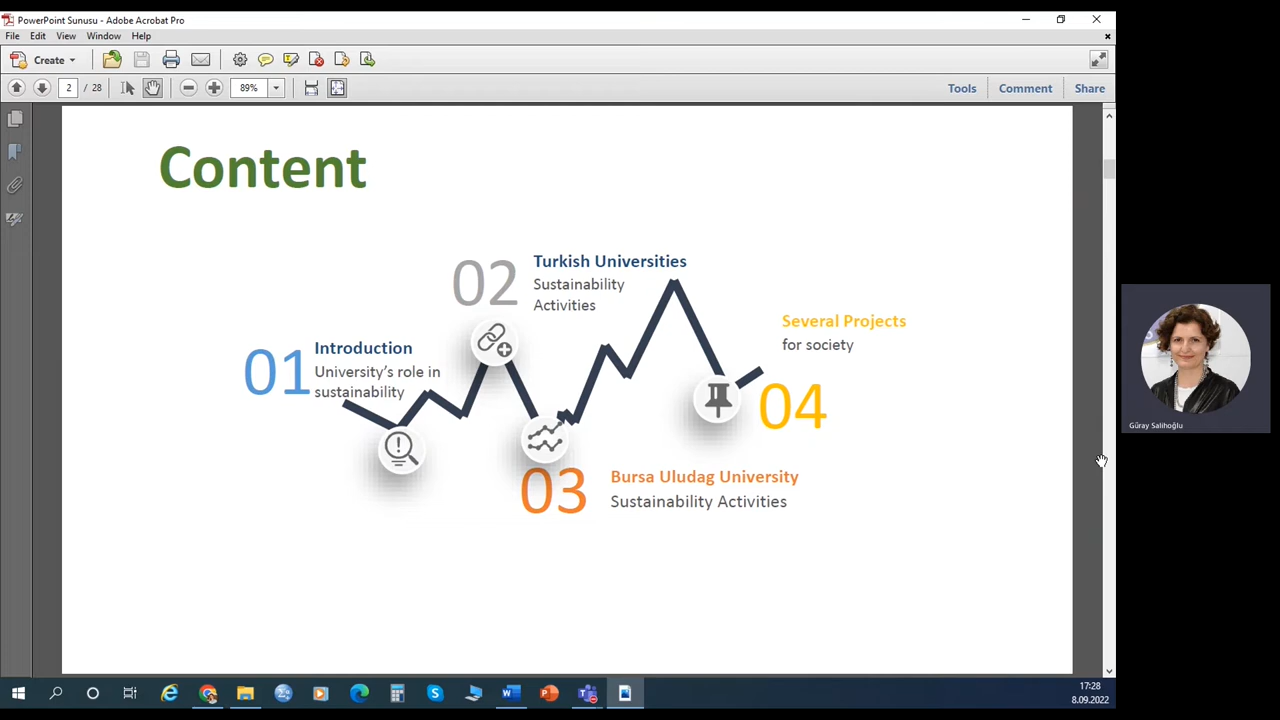 PowerPoint Sunusu - Adobe Acrobat Pro
File Edit View Window Help
Create
2 / 28
89%
Tools Comment Share
Content
02
Turkish Universities
Sustainability
Activities
Several Projects
for society
01
Introduction
University's role in
sustainability
04
03
Bursa Uludag University
Sustainability Activities
Güray Salihoğlu
17:28
8.09.2022